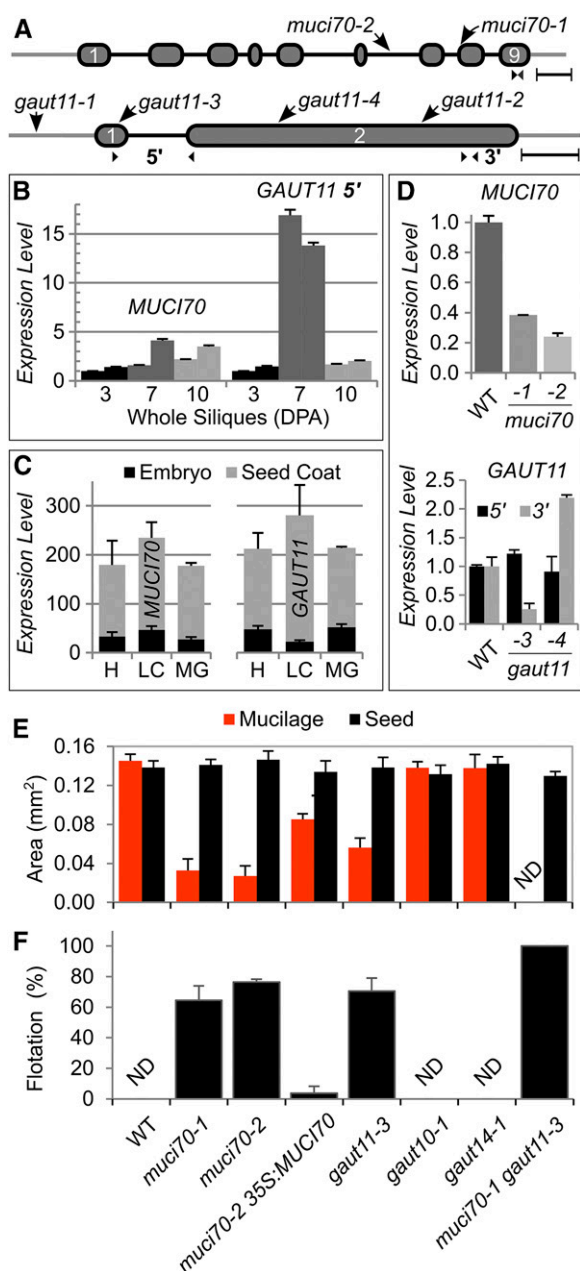 A
muci70-2
muci70-1
1
9
gaut11-1
gaut11-3
gaut11-4
gaut11-2
1
2
5'
3'
B
GAUT11 5'
Expression Level
15
10
5
0
MUCI70
3 7 10 3 7 10
Whole Siliques (DPA)
C
Embryo Seed Coat
Expression Level
300
200
100
0
MUCI70
GAUT11
H LC MG H LC MG
D
MUCI70
Expression Level
1.0
0.8
0.6
0.4
0.2
0.0
WT -1 -2
muci70
GAUT11
Expression Level
2.5
2.0
1.5
1.0
0.5
0.0
5' 3'
WT -3 -4
gaut11
Mucilage Seed
E
Area (mm2)
0.16
0.12
0.08
0.04
0.00
ND
F
Flotation (%)
100
80
60
40
20
0
ND ND ND
WT
muci70-1
muci70-2
muci70-2 35S:MUCI70
gaut11-3
gaut10-1
gaut14-1
muci70-1 gaut11-3